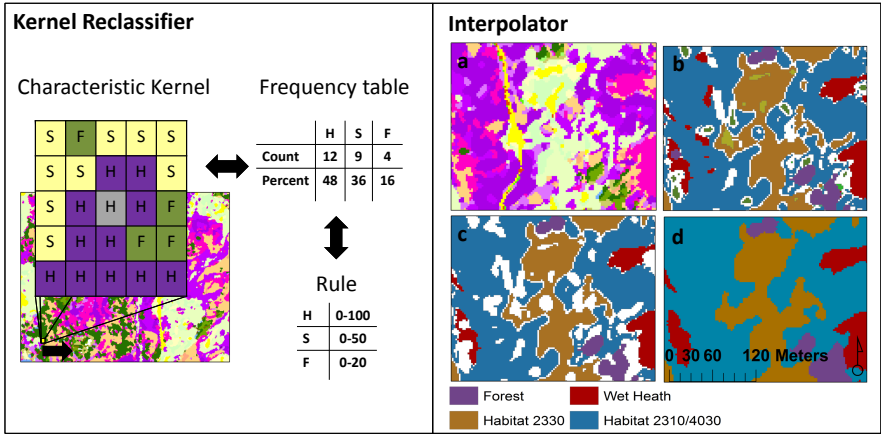 Kernel Reclassifier
Characteristic Kernel
S F S S S
S S H H S
S H H H F
S H H F F
H H H H H
Frequency table
H S F
Count 12 9 4
Percent 48 36 16
Rule
H 0-100
S 0-50
F 0-20
Interpolator
a
b
c
d
0 30 60 120 Meters
Forest
Wet Heath
Habitat 2330
Habitat 2310/4030